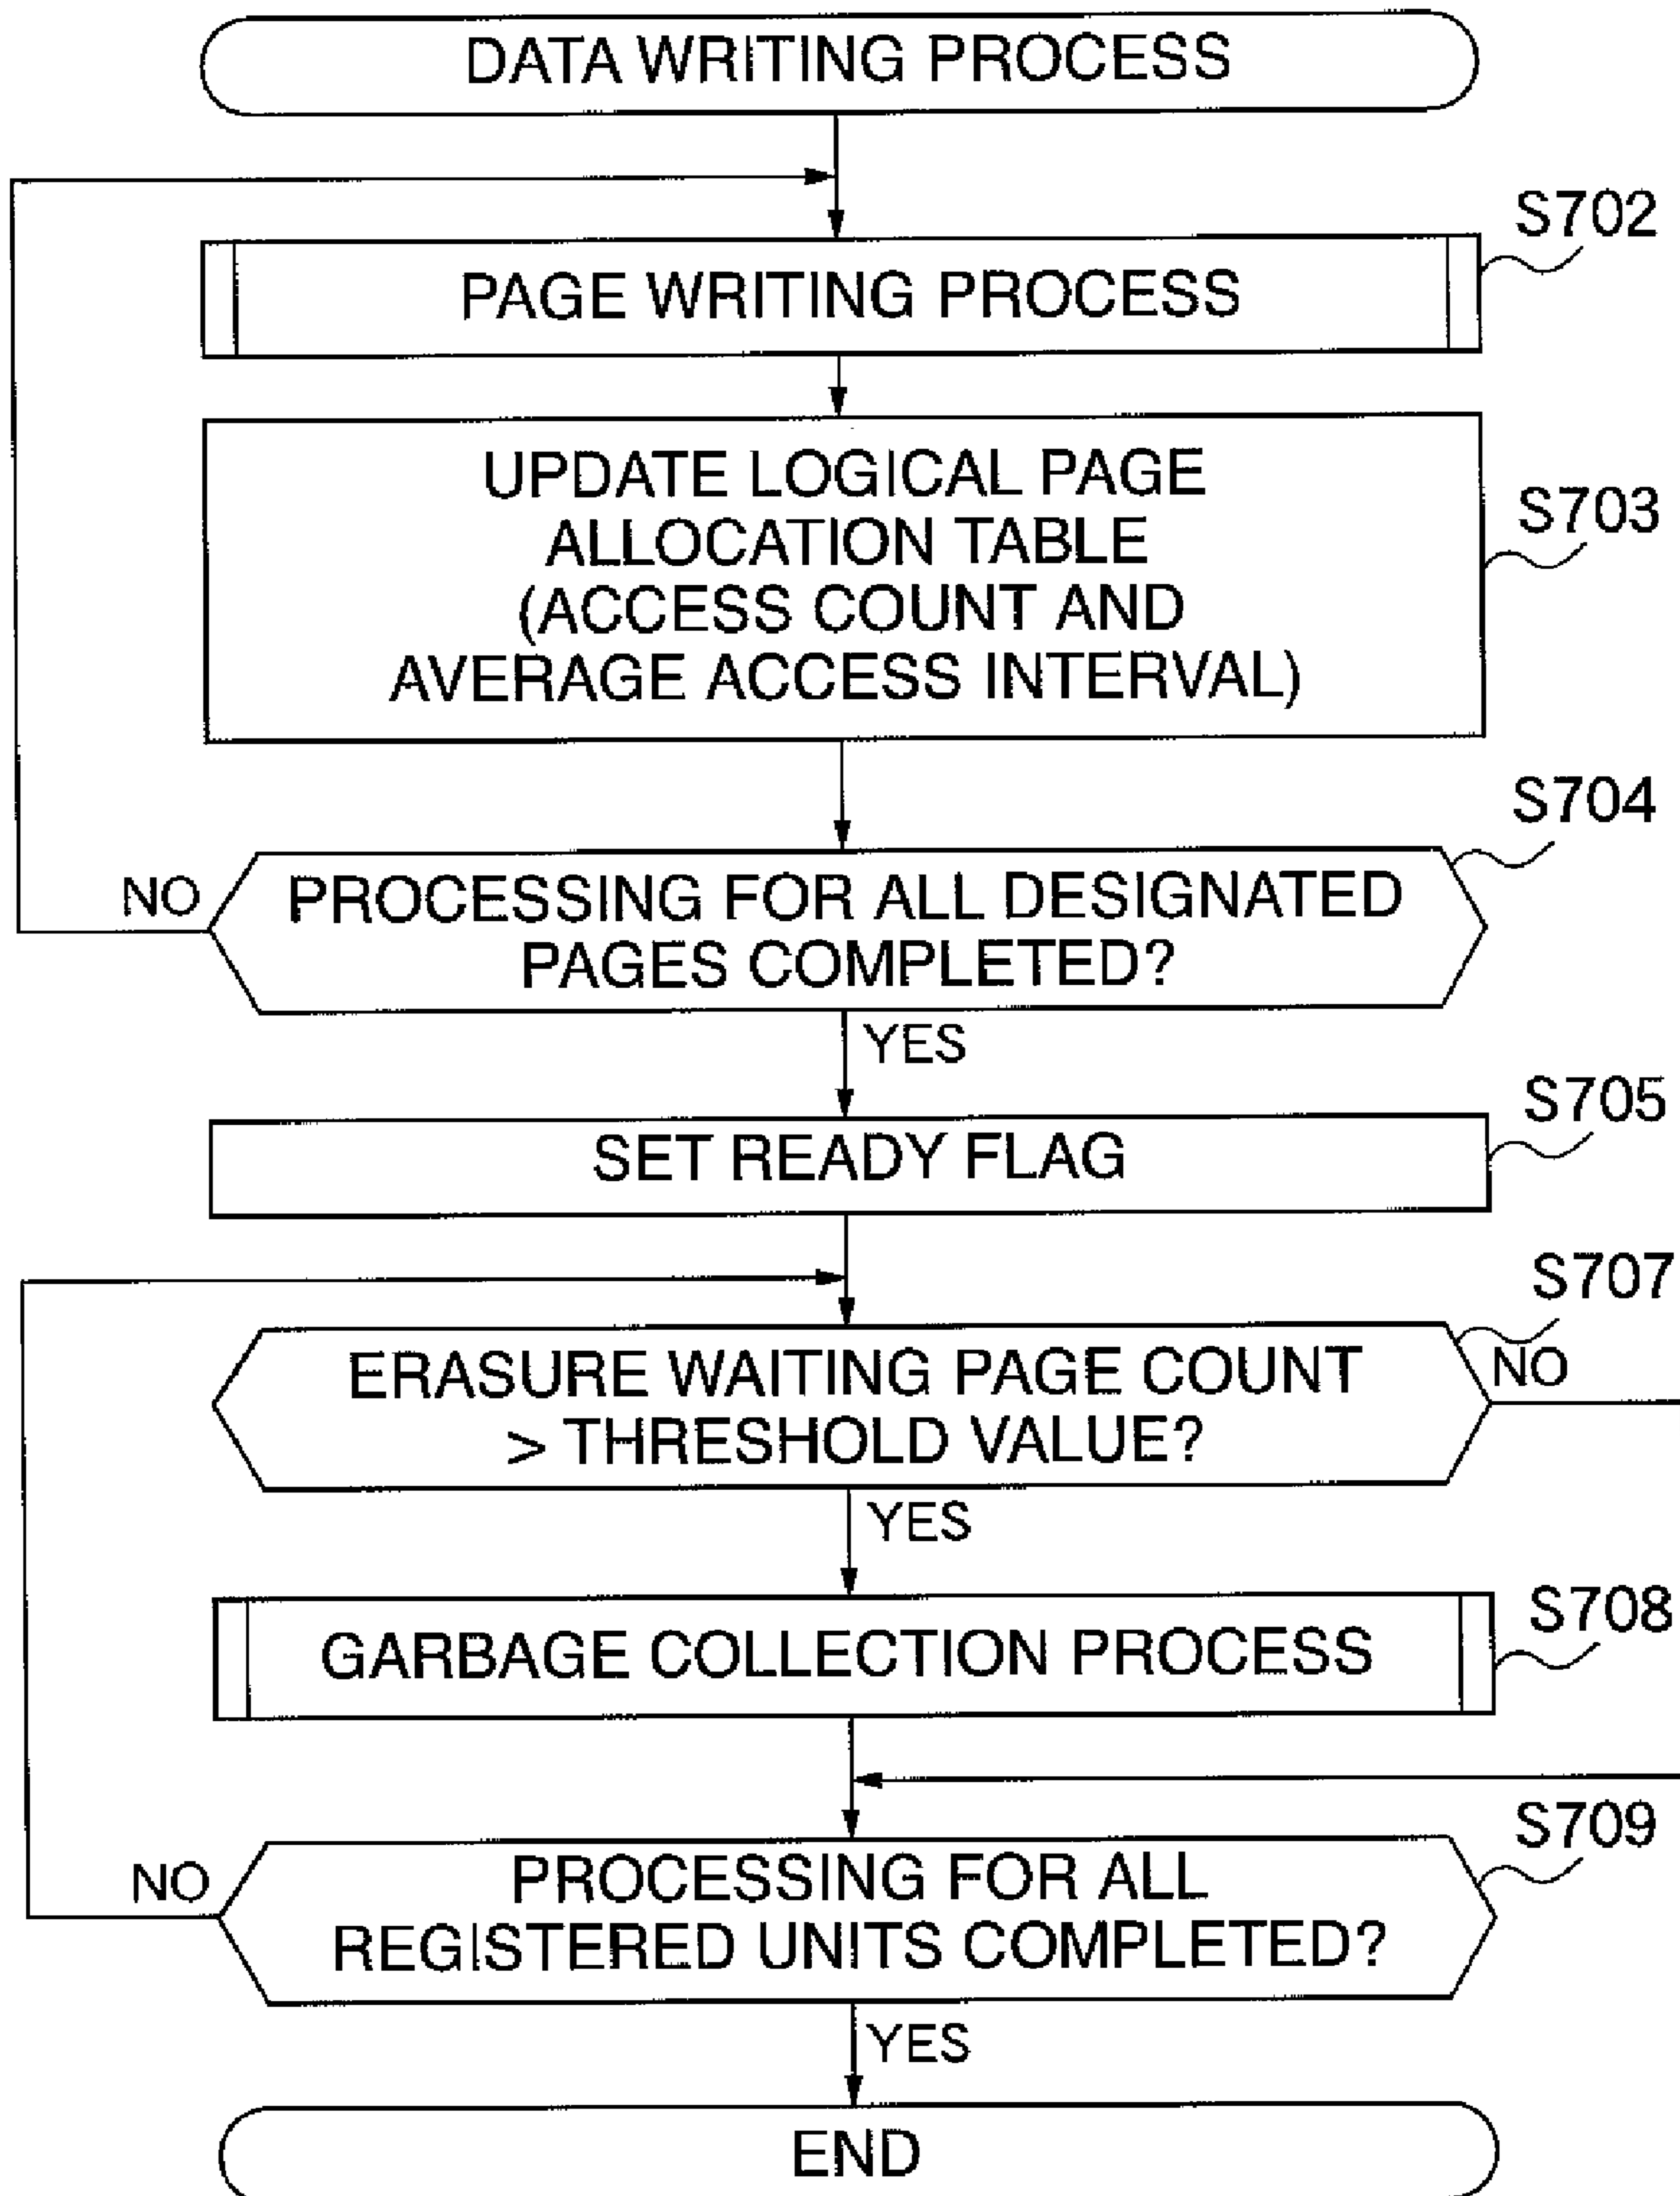 DATA WRITING PROCESS
S702
PAGE WRITING PROCESS
UPDATE LOGICAL PAGE
ALLOCATION TABLE
(ACCESS COUNT AND
AVERAGE ACCESS INTERVAL)
S703
S704
NO
PROCESSING FOR ALL DESIGNATED
PAGES COMPLETED?
YES
S705
SET READY FLAG
S707
ERASURE WAITING PAGE COUNT
> THRESHOLD VALUE?
NO
YES
S708
GARBAGE COLLECTION PROCESS
S709
NO
PROCESSING FOR ALL
REGISTERED UNITS COMPLETED?
YES
END